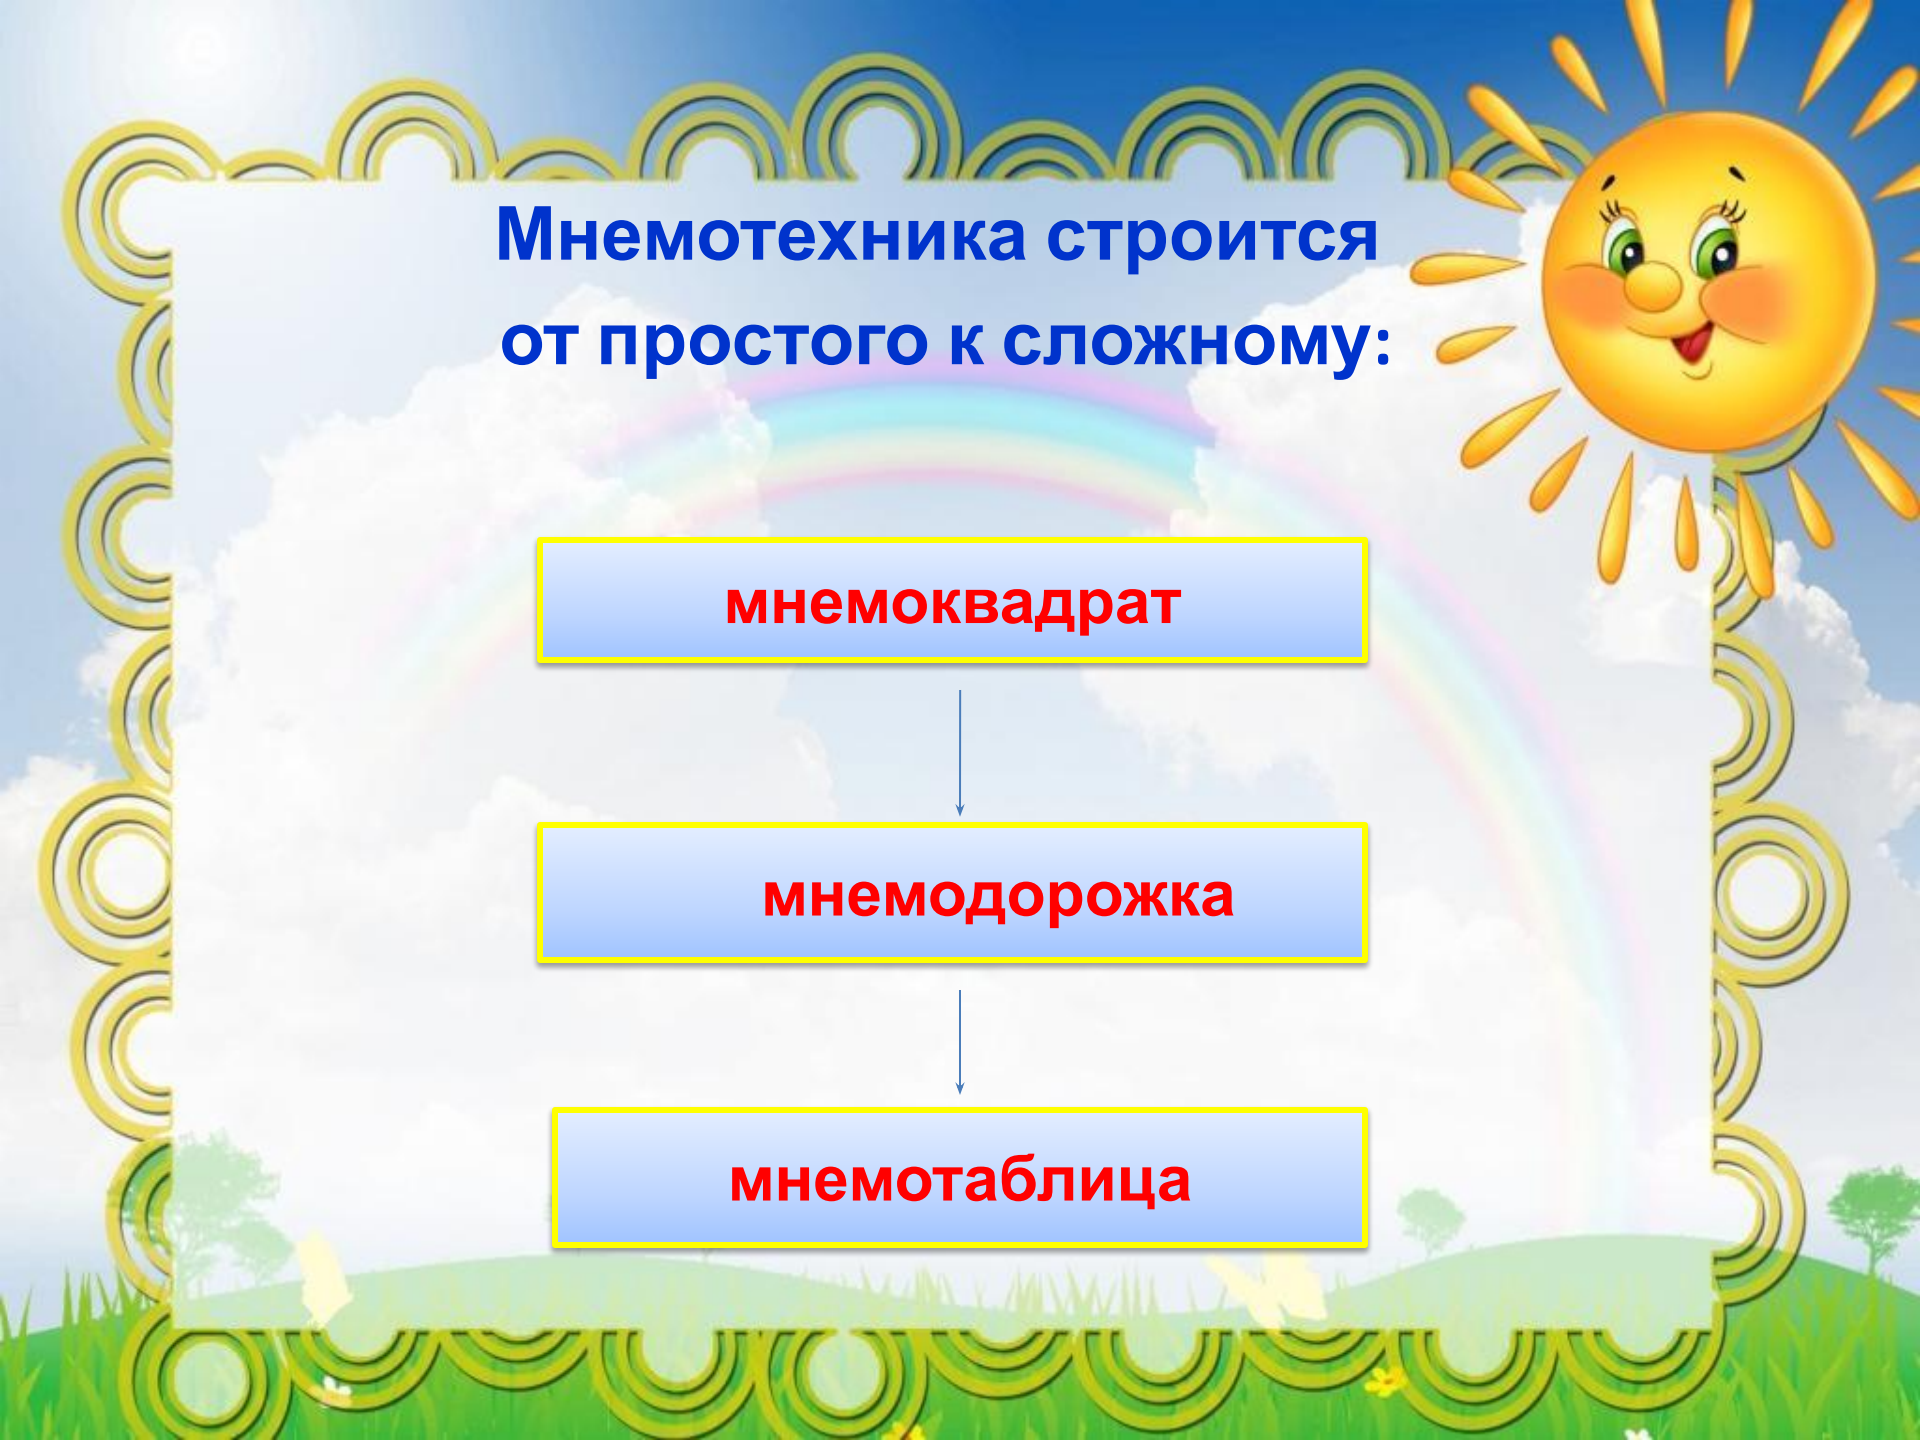 Мнемотехника строится
от простого к сложному:
мнемоквадрат
мнемодорожка
мнемотаблица